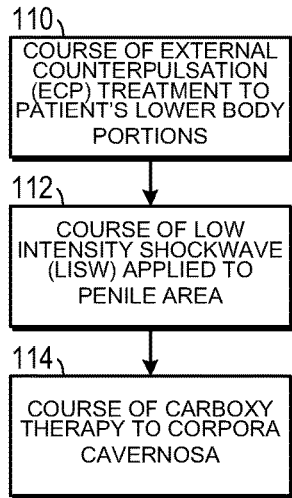 110
COURSE OF EXTERNAL
COUNTERPULSATION
(ECP) TREATMENT TO
PATIENT'S LOWER BODY
PORTIONS
112
COURSE OF LOW
INTENSITY SHOCKWAVE
(LISW) APPLIED TO
PENILE AREA
114
COURSE OF CARBOXY
THERAPY TO CORPORA
CAVERNOSA